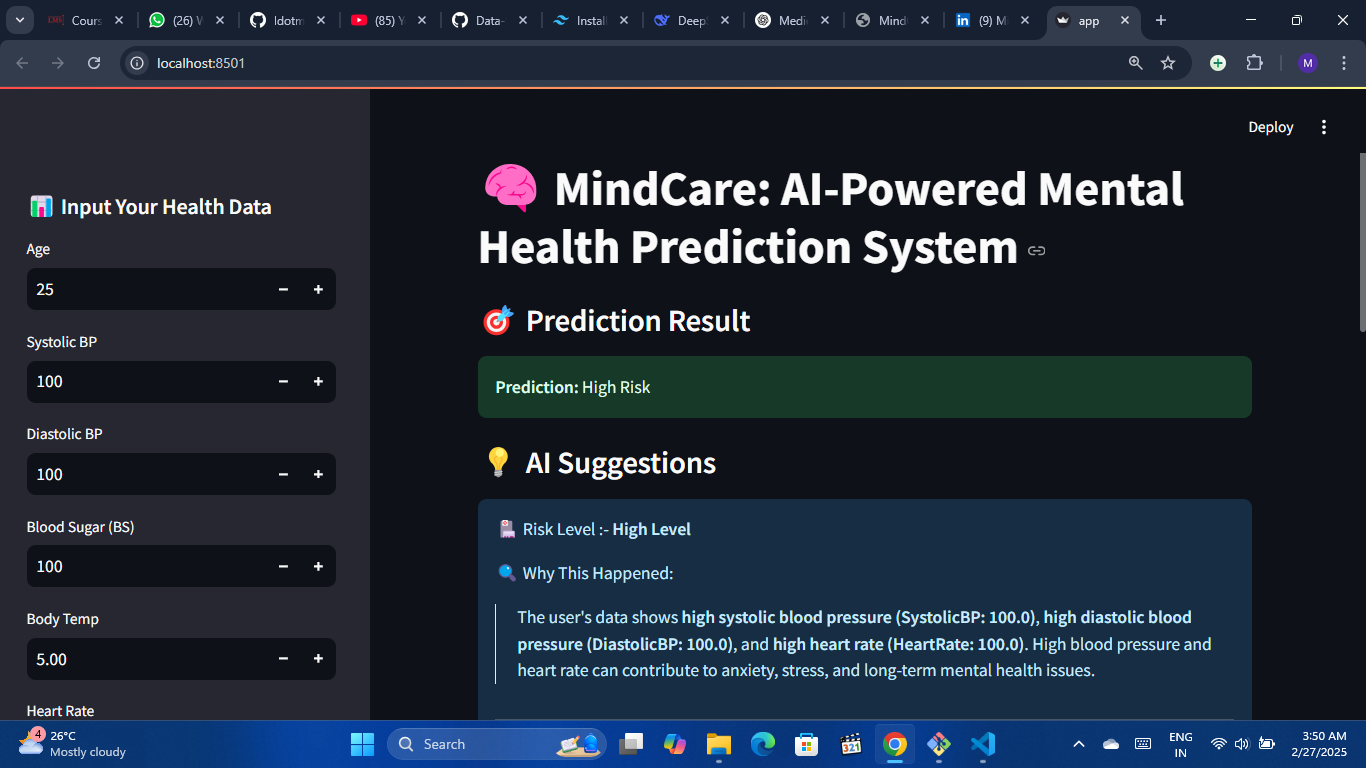 Cours
(26) W
ldotm
(85) Y
Data-
Install
Deep
Medic
Mind
(9) M
app
localhost:8501
M
Deploy
📊 Input Your Health Data
Age
25
Systolic BP
100
Diastolic BP
100
Blood Sugar (BS)
100
Body Temp
5.00
Heart Rate
🧠 MindCare: AI-Powered Mental
Health Prediction System
🎯 Prediction Result
Prediction: High Risk
💡 AI Suggestions
Risk Level :- High Level
🔍 Why This Happened:
The user's data shows high systolic blood pressure (SystolicBP: 100.0), high diastolic blood
pressure (DiastolicBP: 100.0), and high heart rate (HeartRate: 100.0). High blood pressure and
heart rate can contribute to anxiety, stress, and long-term mental health issues.
4
26°C
Mostly cloudy
Search
321
ENG
IN
3:50 AM
2/27/2025